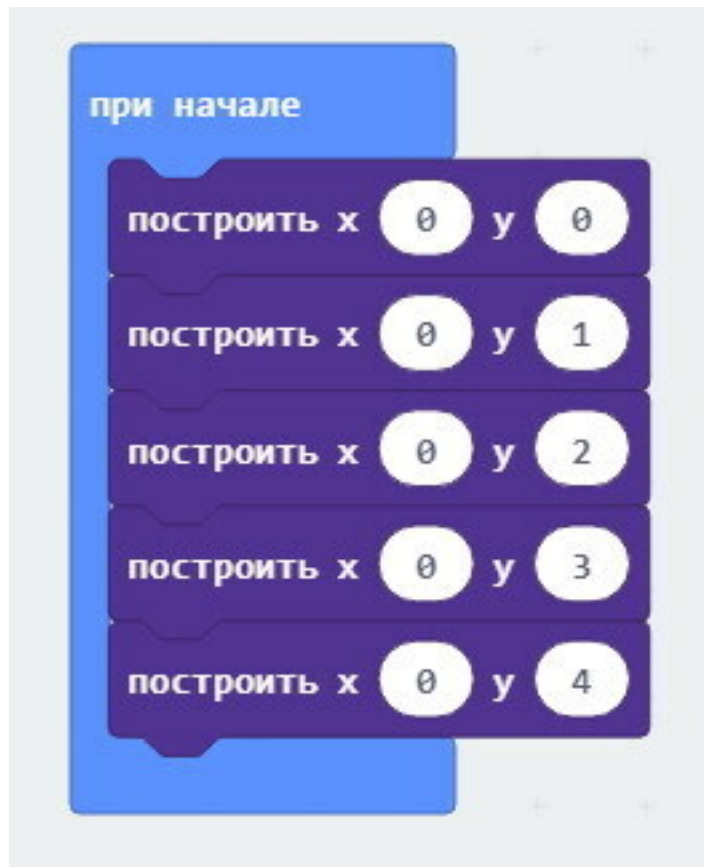 при начале
построить x 0 y 0
построить x 0 y 1
построить x 0 y 2
построить x 0 y 3
построить x 0 y 4